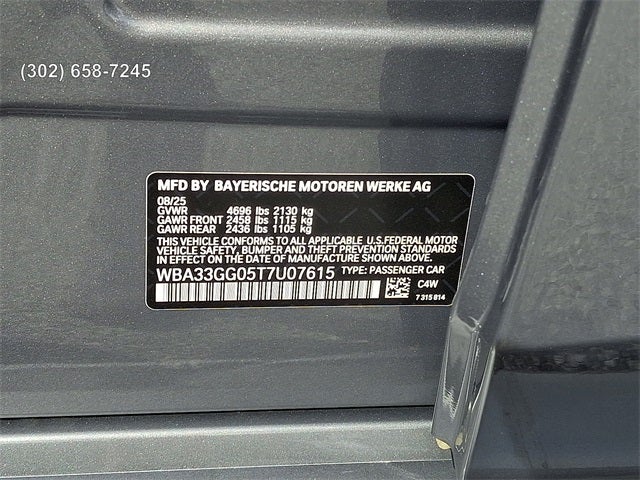 (302) 658-7245
MFD BY BAYERISCHE MOTOREN WERKE AG
08/25
GVWR 4696 lbs 2130 kg
GAWR FRONT 2458 lbs 1115 kg
GAWR REAR 2436 lbs 1105 kg
THIS VEHICLE CONFORMS TO ALL APPLICABLE U.S.FEDERAL MOTOR
VEHICLE SAFETY, BUMPER AND THEFT PREVENTION STANDARDS
IN EFFECT ON THE DATE OF MANUFACTURE SHOWN ABOVE.
WBA33GG05T7U07615 TYPE: PASSENGER CAR
C4W
7 315 814